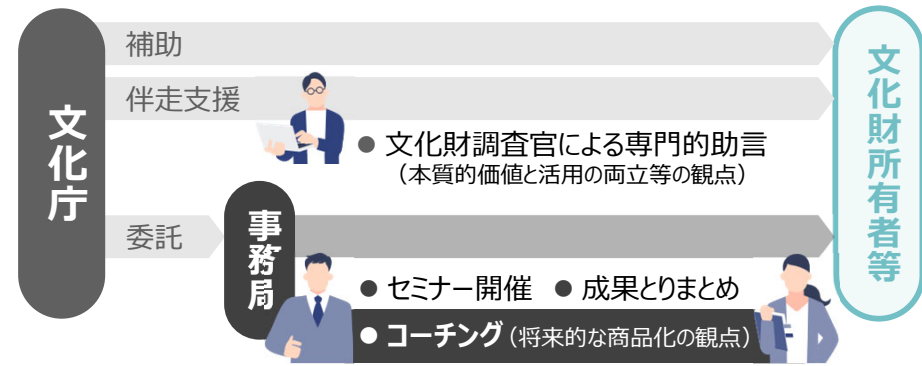 文化庁
補助
伴走支援
● 文化財調査官による専門的助言
（本質的価値と活用の両立等の観点）
委託
事務局
● セミナー開催 ● 成果とりまとめ
● コーチング（将来的な商品化の観点）
文化財所有者等